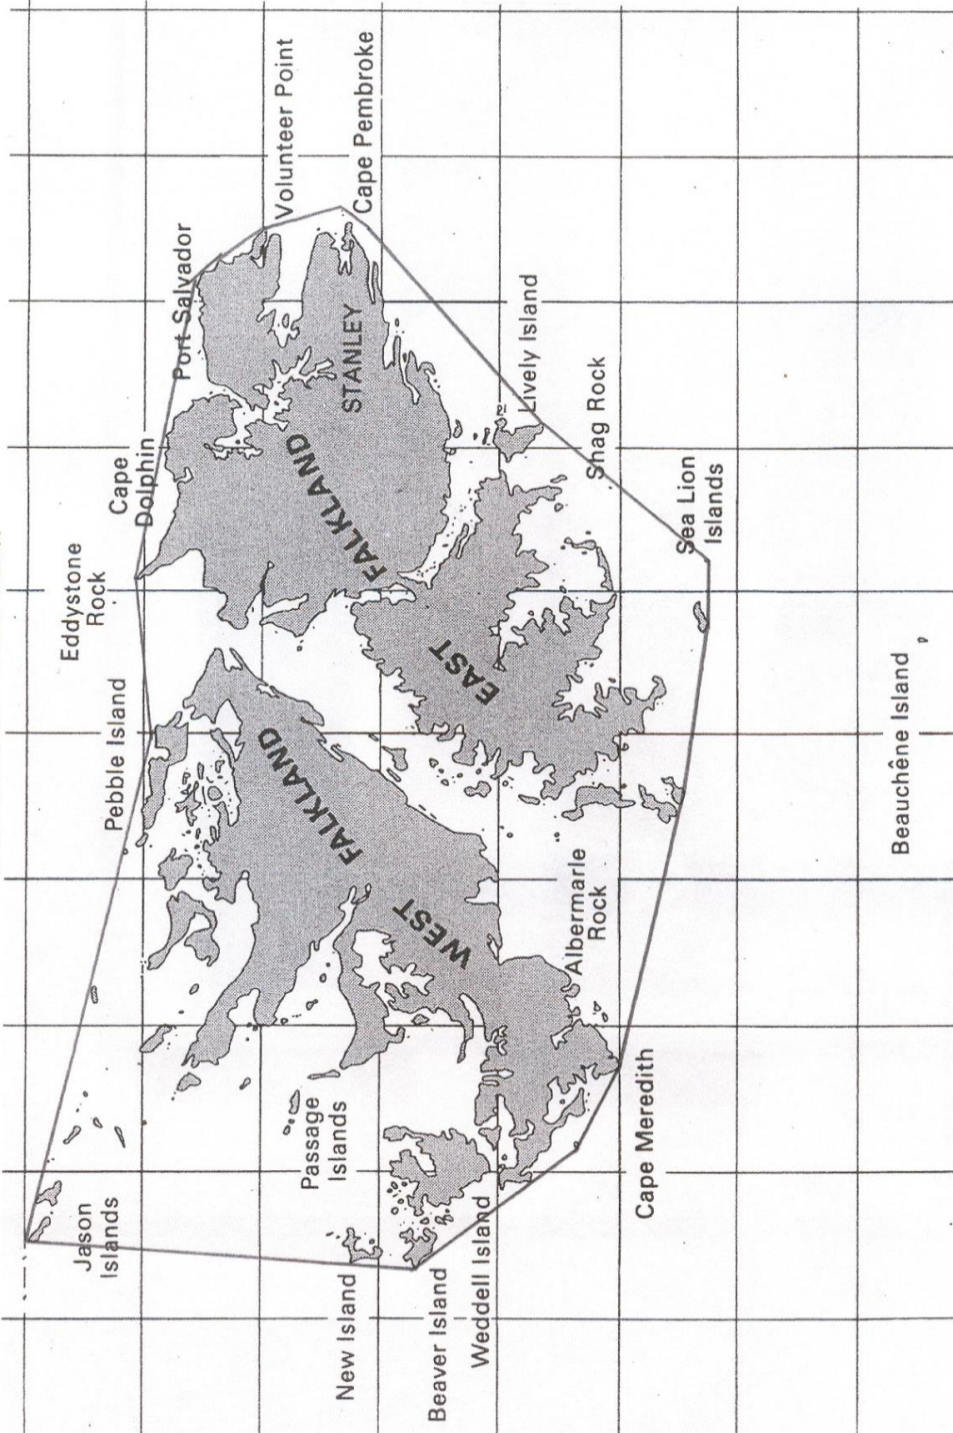 Jason
Islands
Pebble Island
Eddystone
Rock
Cape
Dolphin
Port Salvador
Volunteer Point
Cape Pembroke
STANLEY
EAST
FALKLAND
WEST
FALKLAND
Passage
Islands
New Island
Beaver Island
Weddell Island
Cape Meredith
Albermarle
Rock
Lively Island
Shag Rock
Sea Lion
Islands
Beauchêne Island